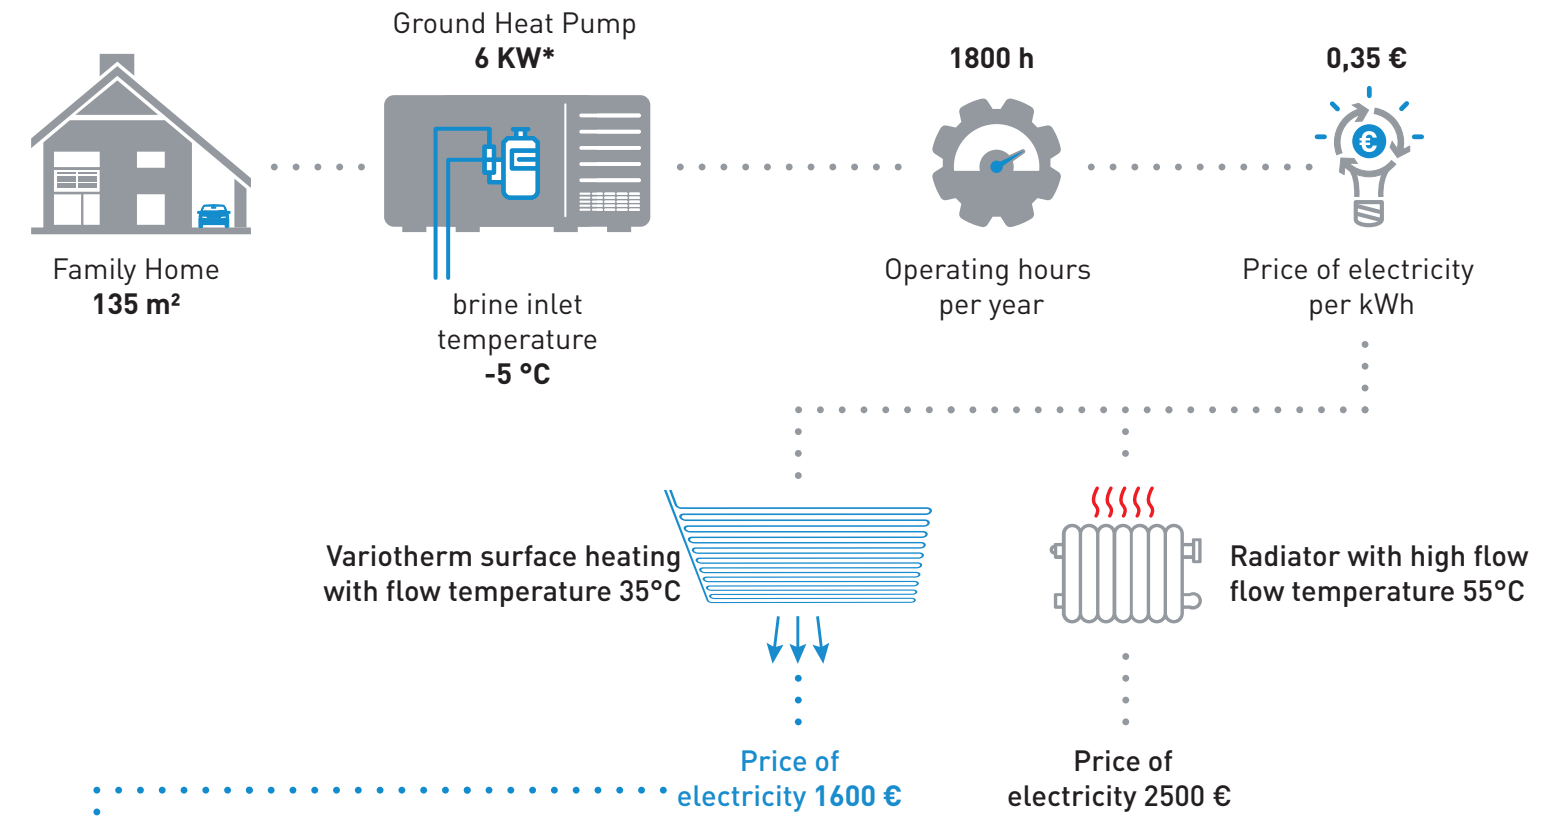 Ground Heat Pump
6 KW*
1800 h
0,35 €
€
Family Home
135 m²
brine inlet
temperature
-5 °C
Operating hours
per year
Price of electricity
per kWh
Variotherm surface heating
with flow temperature 35°C
Radiator with high flow
flow temperature 55°C
Price of
electricity 1600 €
Price of
electricity 2500 €